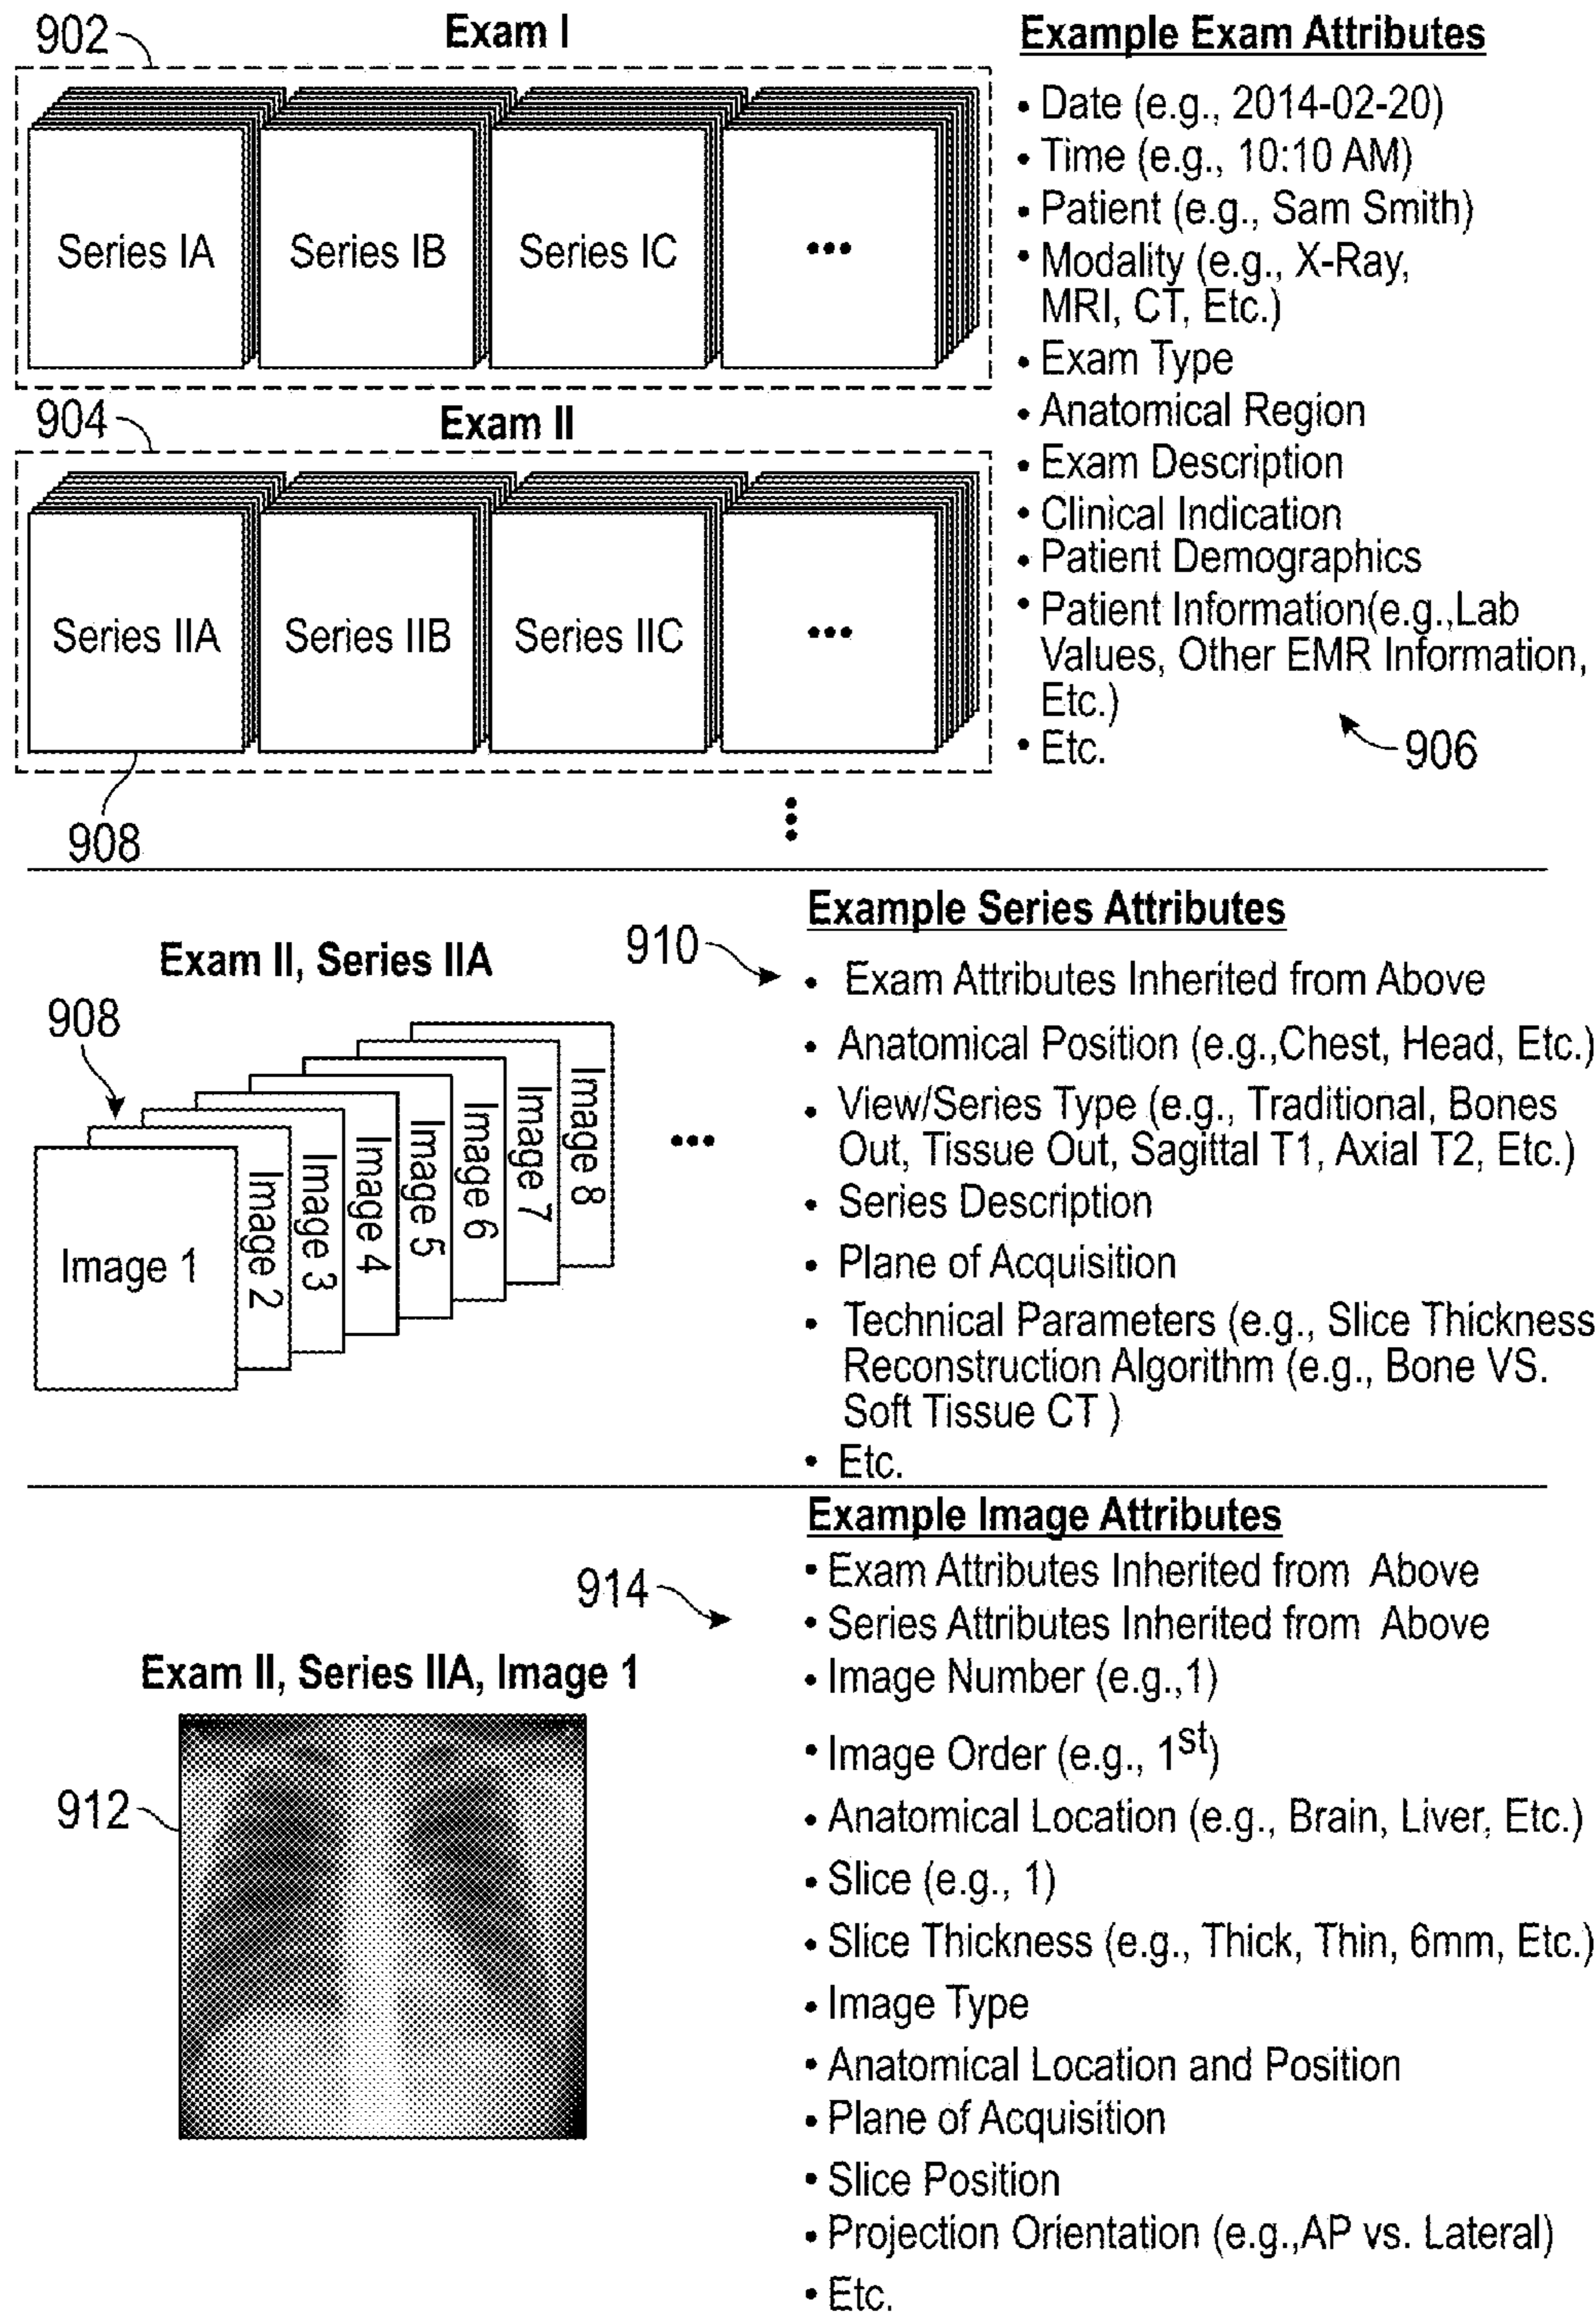 902
Exam I
Series IA
Series IB
Series IC
...
904
Exam II
Series IIA
Series IIB
Series IIC
...
908
Example Exam Attributes
• Date (e.g., 2014-02-20)
• Time (e.g., 10:10 AM)
• Patient (e.g., Sam Smith)
• Modality (e.g., X-Ray,
MRI, CT, Etc.)
• Exam Type
• Anatomical Region
• Exam Description
• Clinical Indication
• Patient Demographics
• Patient Information(e.g.,Lab
Values, Other EMR Information,
Etc.)
• Etc.
906
Exam II, Series IIA
908
Image 1
Image 2
Image 3
Image 4
Image 5
Image 6
Image 7
Image 8
...
910
Example Series Attributes
• Exam Attributes Inherited from Above
• Anatomical Position (e.g.,Chest, Head, Etc.)
• View/Series Type (e.g., Traditional, Bones
Out, Tissue Out, Sagittal T1, Axial T2, Etc.)
• Series Description
• Plane of Acquisition
• Technical Parameters (e.g., Slice Thickness
Reconstruction Algorithm (e.g., Bone VS.
Soft Tissue CT )
• Etc.
Exam II, Series IIA, Image 1
912
914
Example Image Attributes
• Exam Attributes Inherited from Above
• Series Attributes Inherited from Above
• Image Number (e.g.,1)
• Image Order (e.g., 1st)
• Anatomical Location (e.g., Brain, Liver, Etc.)
• Slice (e.g., 1)
• Slice Thickness (e.g., Thick, Thin, 6mm, Etc.)
• Image Type
• Anatomical Location and Position
• Plane of Acquisition
• Slice Position
• Projection Orientation (e.g.,AP vs. Lateral)
• Etc.